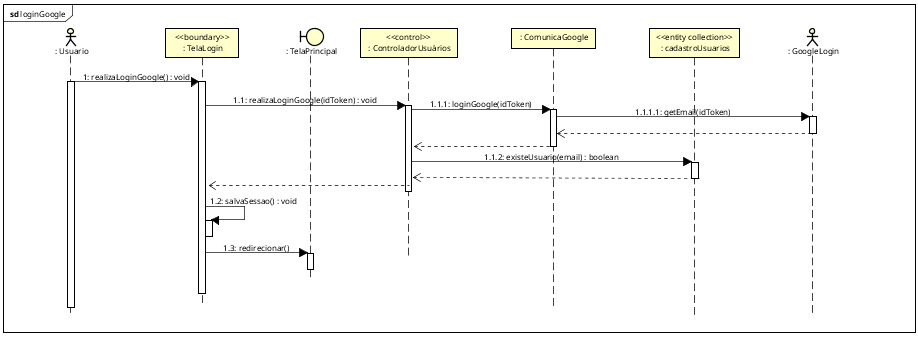 sd loginGoogle
: Usuario
<<boundary>>
: TelaLogin
: TelaPrincipal
<<control>>
: ControladorUsuários
: ComunicaGoogle
<<entity collection>>
: cadastroUsuarios
: GoogleLogin
1: realizaLoginGoogle() : void
1.1: realizaLoginGoogle(idToken) : void
1.1.1: loginGoogle(idToken)
1.1.1.1: getEmail(idToken)
1.1.2: existeUsuario(email) : boolean
1.2: salvaSessao() : void
1.3: redirecionar()